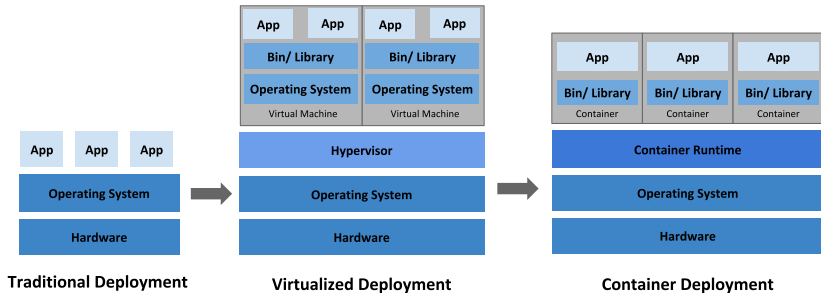 App App App
Operating System
Hardware
Traditional Deployment
App App App App
Bin/ Library Bin/ Library
Operating System Operating System
Virtual Machine Virtual Machine
Hypervisor
Operating System
Hardware
Virtualized Deployment
App App App
Bin/ Library Bin/ Library Bin/ Library
Container Container Container
Container Runtime
Operating System
Hardware
Container Deployment